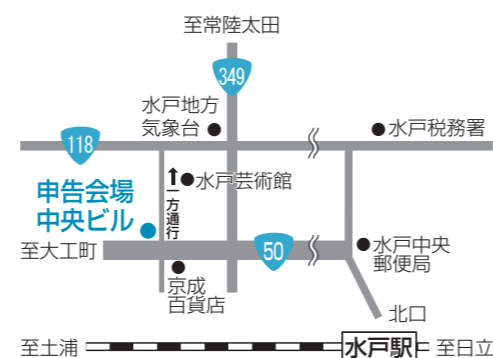 至常陸太田
349
水戸地方
気象台
118
水戸税務署
水戸芸術館
↑一方通行
申告会場
中央ビル
至大工町
50
水戸中央
郵便局
京成
百貨店
北口
至土浦
水戸駅
至日立